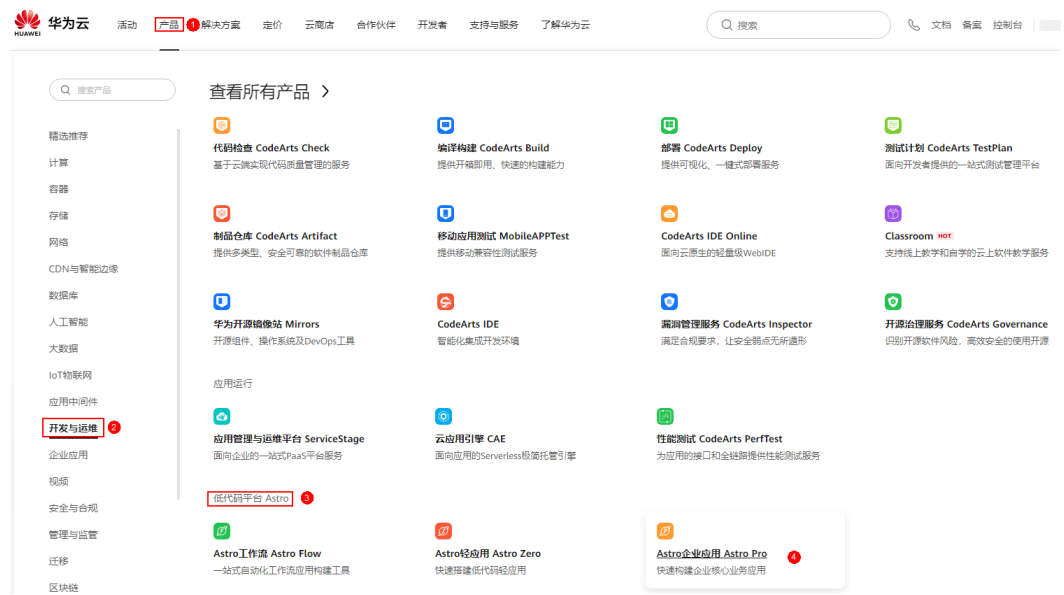 华为云
HUAWEI
活动
产品
1
解决方案
定价
云商店
合作伙伴
开发者
支持与服务
了解华为云
搜索
文档
备案
控制台
搜索产品
精选推荐
计算
容器
存储
网络
CDN与智能边缘
数据库
人工智能
大数据
IoT物联网
应用中间件
开发与运维
2
企业应用
视频
安全与合规
管理与监管
迁移
区块链
查看所有产品 >
代码检查 CodeArts Check
基于云端实现代码质量管理的服务
编译构建 CodeArts Build
提供开箱即用、快速的构建能力
部署 CodeArts Deploy
提供可视化、一键式部署服务
测试计划 CodeArts TestPlan
面向开发者提供的一站式测试管理平台
制品仓库 CodeArts Artifact
提供多类型、安全可靠的软件制品仓库
移动应用测试 MobileAPPTest
提供移动兼容性测试服务
CodeArts IDE Online
面向云原生的轻量级WebIDE
Classroom HOT
支持线上教学和自学的云上软件教学服务
华为开源镜像站 Mirrors
开源组件、操作系统及DevOps工具
CodeArts IDE
智能化集成开发环境
漏洞管理服务 CodeArts Inspector
满足合规要求，让安全弱点无所遁形
开源治理服务 CodeArts Governance
识别开源软件风险，高效安全的使用开源
应用运行
应用管理与运维平台 ServiceStage
面向企业的一站式PaaS平台服务
云应用引擎 CAE
面向应用的Serverless极简托管引擎
性能测试 CodeArts PerfTest
为应用的接口和全链路提供性能测试服务
低代码平台 Astro
3
Astro工作流 Astro Flow
一站式自动化工作流应用构建工具
Astro轻应用 Astro Zero
快速搭建低代码轻应用
Astro企业应用 Astro Pro
快速构建企业核心业务应用
4